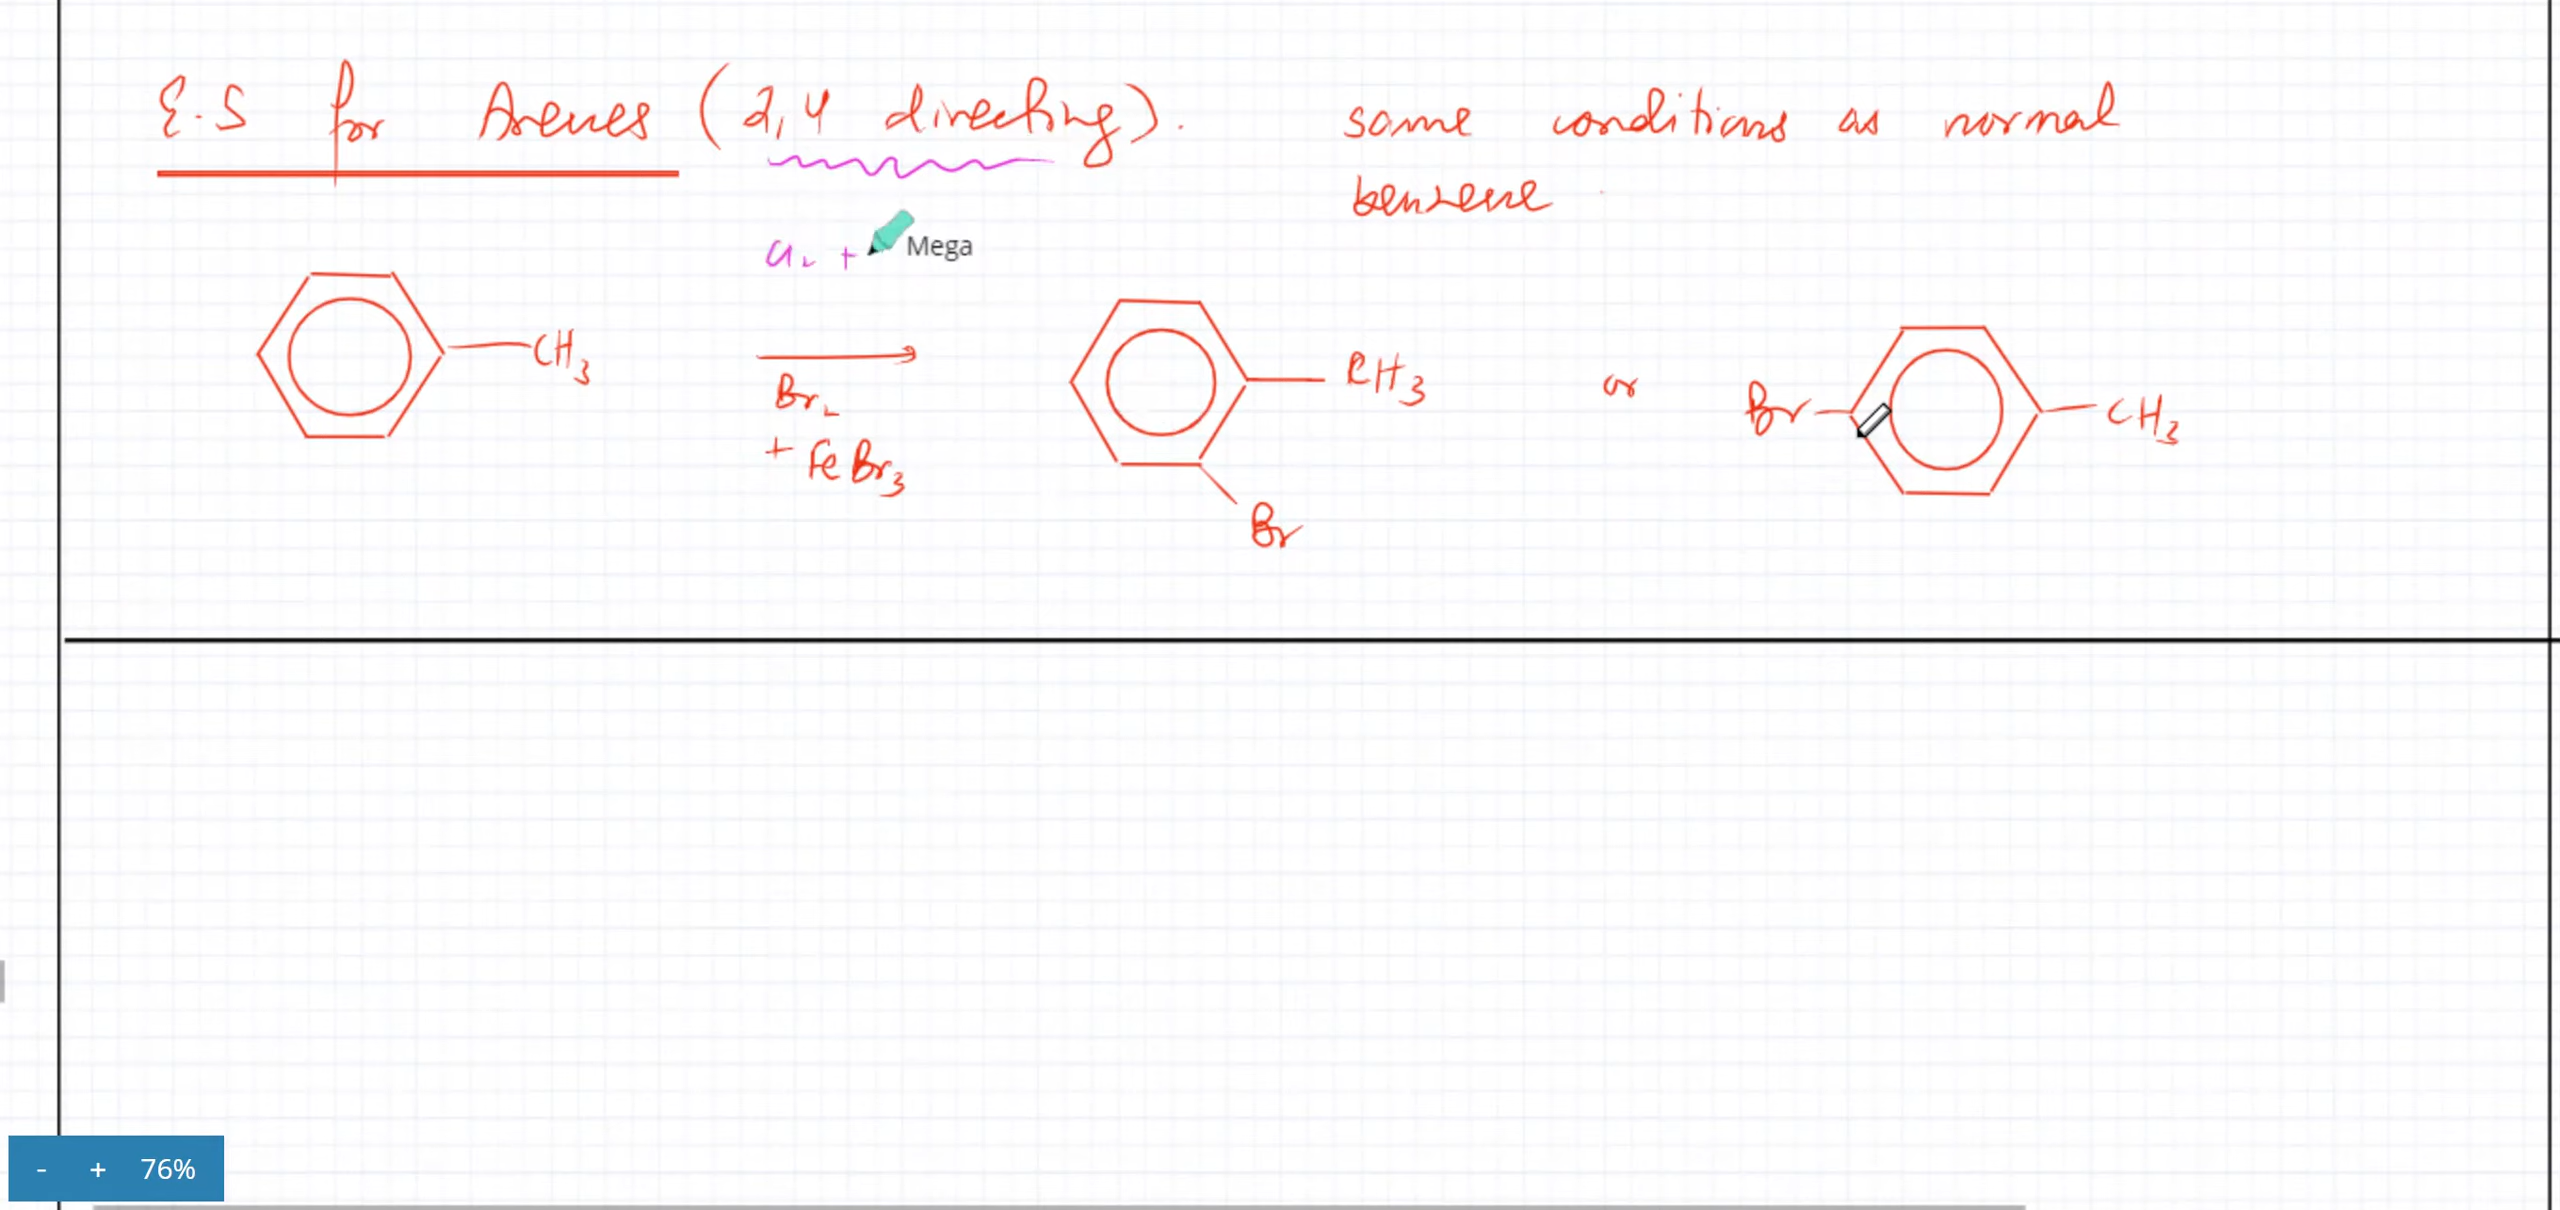 E.S for Arenes (2,4 directing). same conditions as normal
benzene.
Cl₂ + Mega
CH₃
Br₂
+ FeBr₃
CH₃
Br
or
Br
CH₃
- + 76%